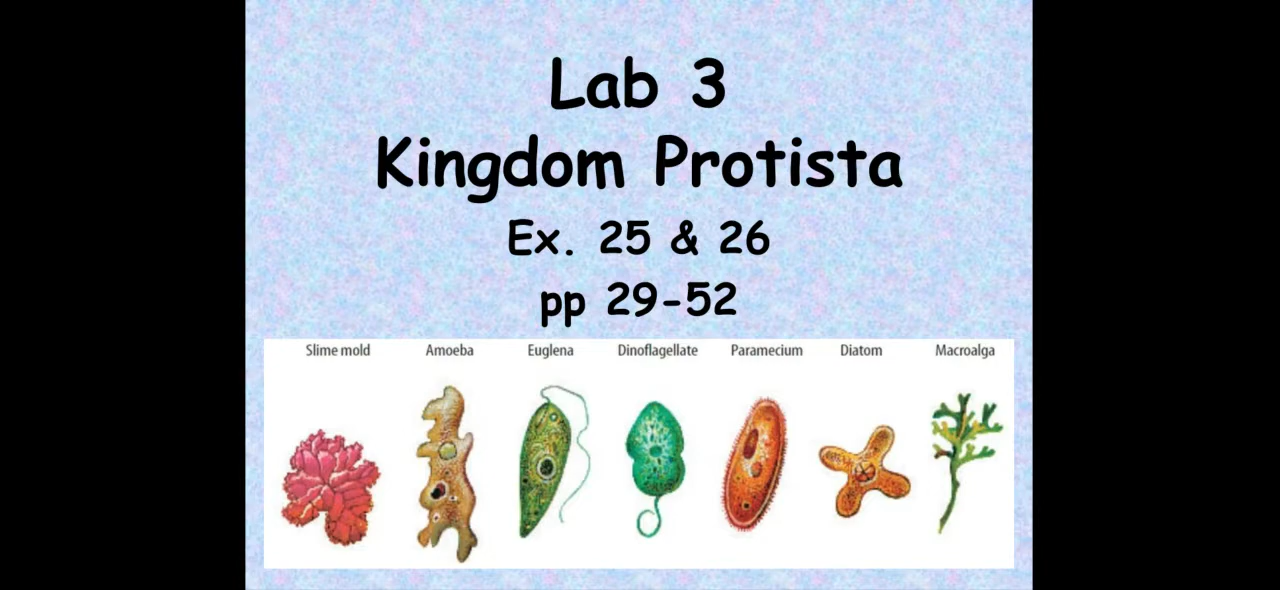 Lab 3
Kingdom Protista
Ex. 25 & 26
pp 29-52
Slime mold Amoeba Euglena Dinoflagellate Paramecium Diatom Macroalga